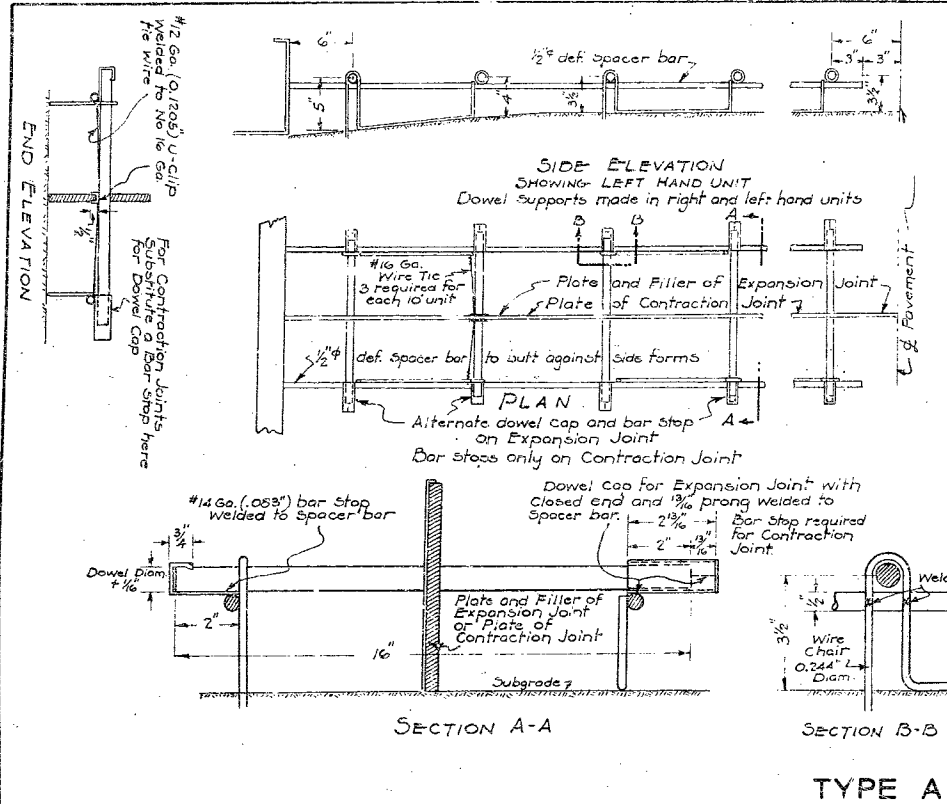 #12 Ga. (0.1205) U-Clip
welded to No 16 Ga.
tie wire
END ELEVATION
1/2"
For Contraction Joints
Substitute a Bar Stop here
for Dowel Cap
6"
1/2"ϕ def. spacer bar
6"
3" 3"
5"
4"
3 1/2"
3 1/2"
SIDE ELEVATION
SHOWING LEFT HAND UNIT
Dowel supports made in right and left hand units
B B A
#16 Ga.
Wire Tie
3 required for
each 10' unit
Plate and Filler of Expansion Joint
Plate of Contraction Joint
℄ Pavement
1/2"ϕ def. spacer bar to butt against side forms
PLAN
Alternate dowel cap and bar stop
on Expansion Joint
Bar stops only on Contraction Joint
A
#14 Ga. (.083") bar stop
welded to spacer bar
Dowel cap for Expansion Joint with
closed end and 13/16" prong welded to
spacer bar.
2 13/16"
2" 13/16"
Bar stop required
for Contraction
Joint.
3/4"
Dowel Diam.
+ 1/16"
2"
Plate and Filler of
Expansion Joint
or Plate of
Contraction Joint
16"
Subgrade
SECTION A-A
Weld
1/2"
3 1/2"
Wire
Chair
0.244"
Diam.
SECTION B-B
TYPE A